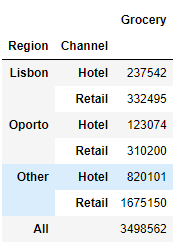 Grocery
Region Channel
Lisbon Hotel 237542
Retail 332495
Oporto Hotel 123074
Retail 310200
Other Hotel 820101
Retail 1675150
All 3498562